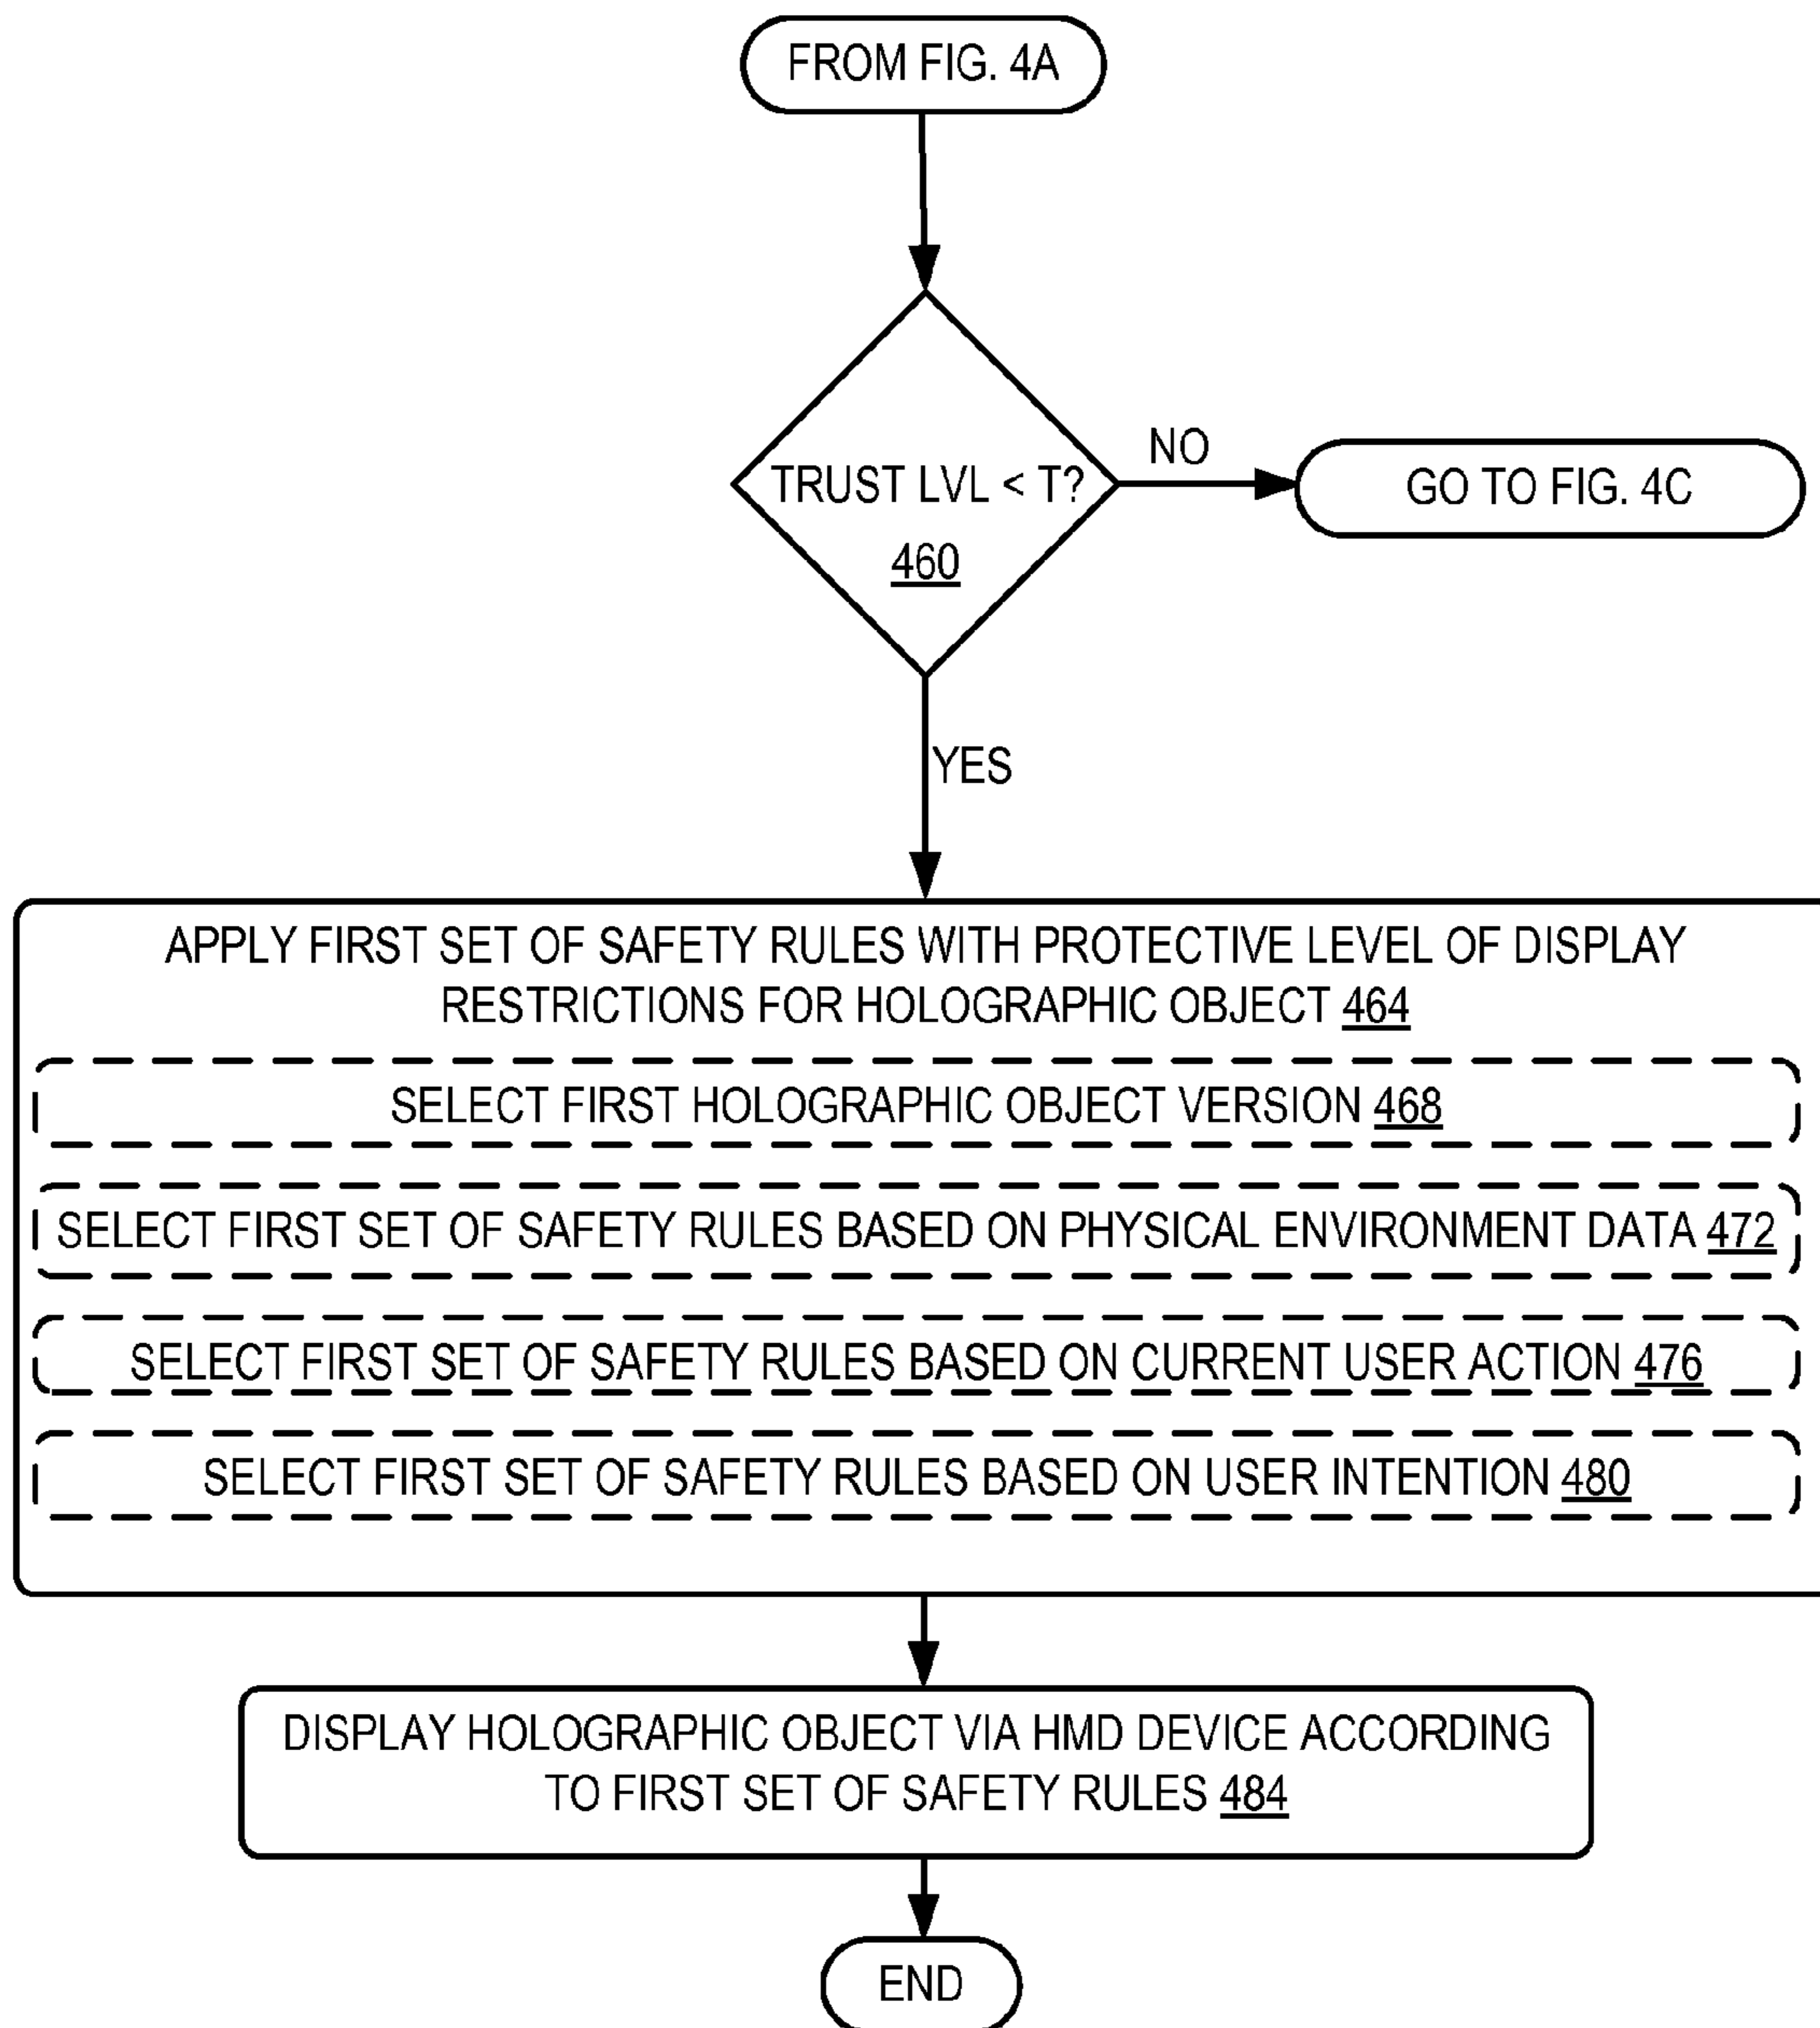 FROM FIG. 4A
TRUST LVL < T?
460
NO
GO TO FIG. 4C
YES
APPLY FIRST SET OF SAFETY RULES WITH PROTECTIVE LEVEL OF DISPLAY
RESTRICTIONS FOR HOLOGRAPHIC OBJECT 464
SELECT FIRST HOLOGRAPHIC OBJECT VERSION 468
SELECT FIRST SET OF SAFETY RULES BASED ON PHYSICAL ENVIRONMENT DATA 472
SELECT FIRST SET OF SAFETY RULES BASED ON CURRENT USER ACTION 476
SELECT FIRST SET OF SAFETY RULES BASED ON USER INTENTION 480
DISPLAY HOLOGRAPHIC OBJECT VIA HMD DEVICE ACCORDING
TO FIRST SET OF SAFETY RULES 484
END